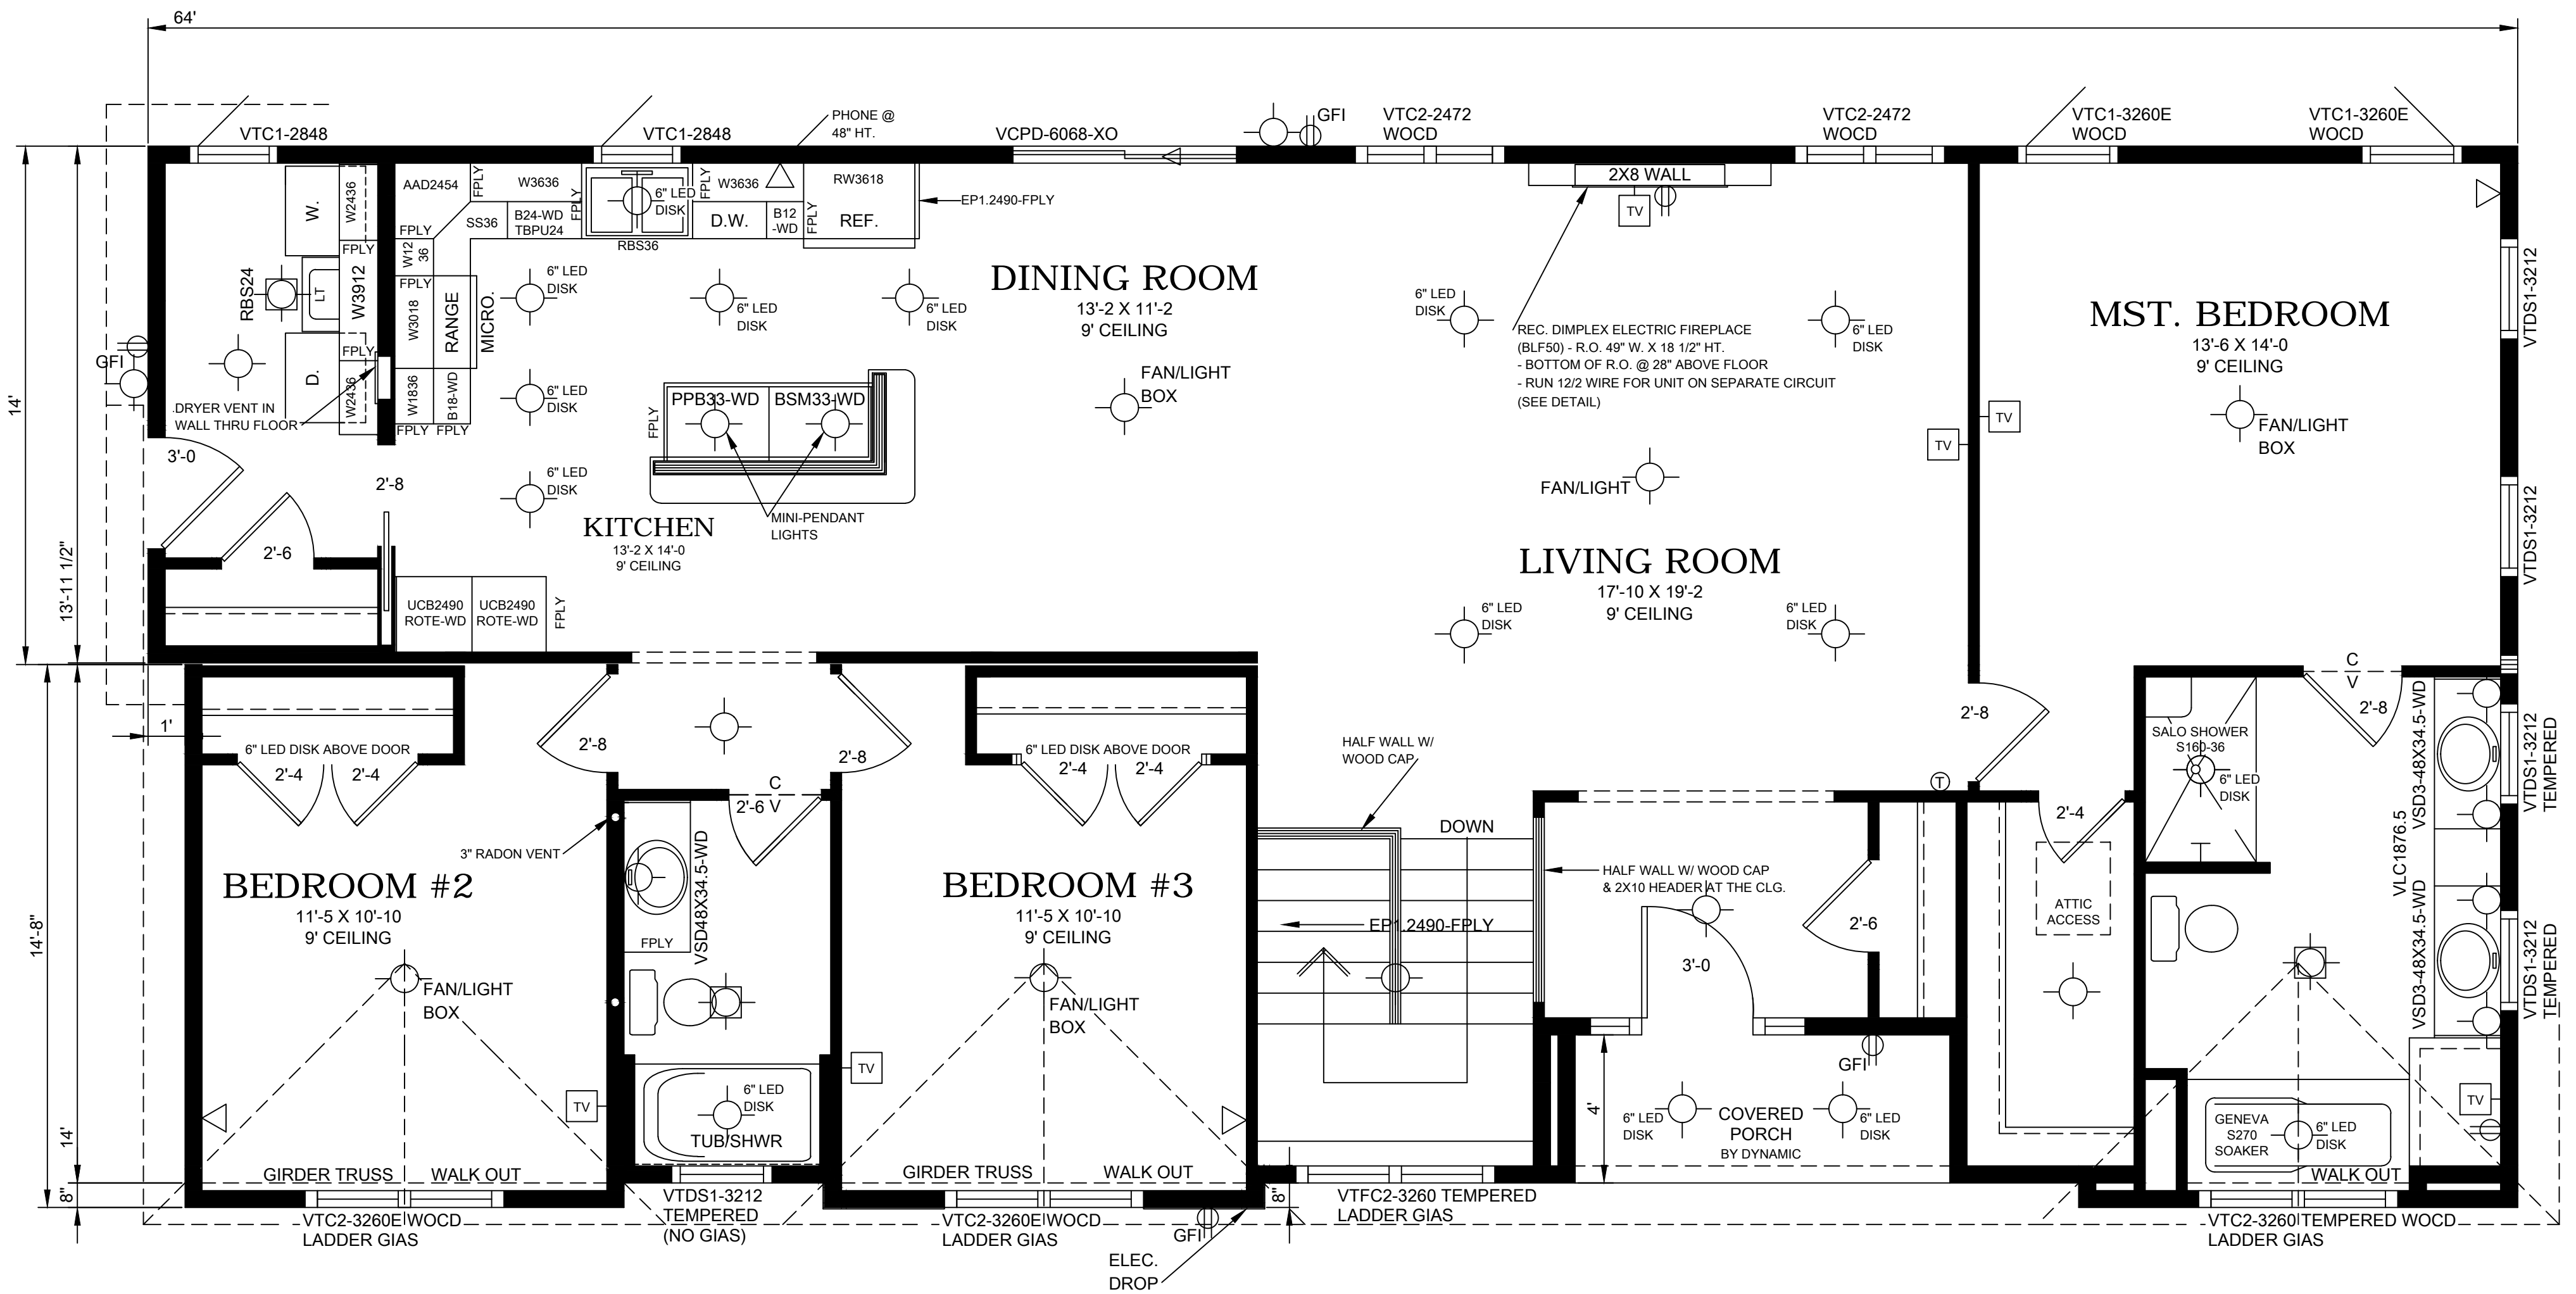 64'
VTC1-2848
VTC1-2848
PHONE @
48" HT.
VCPD-6068-XO
GFI
VTC2-2472
WOCD
VTC2-2472
WOCD
VTC1-3260E
WOCD
VTC1-3260E
WOCD
W.
W2436
FPLY
RBS24
LT
W3912
FPLY
D.
W2436
GFI
DRYER VENT IN
WALL THRU FLOOR
3'-0
2'-6
2'-8
14'
13'-11 1/2"
AAD2454
FPLY
W3636
FPLY
6" LED
DISK
FPLY
W3636
RW3618
EP1.2490-FPLY
FPLY
SS36
B24-WD
TBPU24
RBS36
D.W.
B12
-WD
FPLY
REF.
W12
36
FPLY
W3018
RANGE
MICRO.
W1836
B18-WD
FPLY
FPLY
6" LED
DISK
6" LED
DISK
6" LED
DISK
6" LED
DISK
6" LED
DISK
FPLY
PPB33-WD
BSM33-WD
MINI-PENDANT
LIGHTS
KITCHEN
13'-2 X 14'-0
9' CEILING
UCB2490
ROTE-WD
UCB2490
ROTE-WD
FPLY
DINING ROOM
13'-2 X 11'-2
9' CEILING
FAN/LIGHT
BOX
2X8 WALL
TV
6" LED
DISK
6" LED
DISK
REC. DIMPLEX ELECTRIC FIREPLACE
(BLF50) - R.O. 49" W. X 18 1/2" HT.
- BOTTOM OF R.O. @ 28" ABOVE FLOOR
- RUN 12/2 WIRE FOR UNIT ON SEPARATE CIRCUIT
(SEE DETAIL)
TV
TV
FAN/LIGHT
LIVING ROOM
17'-10 X 19'-2
9' CEILING
6" LED
DISK
6" LED
DISK
MST. BEDROOM
13'-6 X 14'-0
9' CEILING
FAN/LIGHT
BOX
VTDS1-3212
VTDS1-3212
1'
14'-8"
14'
8"
6" LED DISK ABOVE DOOR
2'-4
2'-4
2'-8
BEDROOM #2
11'-5 X 10'-10
9' CEILING
3" RADON VENT
FAN/LIGHT
BOX
TV
GIRDER TRUSS
WALK OUT
VTC2-3260E WOCD
LADDER GIAS
2'-8
C
2'-6 V
VSD48X34.5-WD
FPLY
6" LED
DISK
TUB/SHWR
VTDS1-3212
TEMPERED
(NO GIAS)
6" LED DISK ABOVE DOOR
2'-4
2'-4
BEDROOM #3
11'-5 X 10'-10
9' CEILING
FAN/LIGHT
BOX
TV
GIRDER TRUSS
WALK OUT
VTC2-3260E WOCD
LADDER GIAS
GFI
ELEC.
DROP
8"
HALF WALL W/
WOOD CAP
DOWN
EP1.2490-FPLY
VTFC2-3260 TEMPERED
LADDER GIAS
HALF WALL W/ WOOD CAP
& 2X10 HEADER AT THE CLG.
3'-0
2'-6
T
GFI
4'
6" LED
DISK
COVERED
PORCH
BY DYNAMIC
6" LED
DISK
2'-8
2'-4
ATTIC
ACCESS
C
V
2'-8
SALO SHOWER
S160-36
6" LED
DISK
VSD3-48X34.5-WD
VLC1876.5
VSD3-48X34.5-WD
VTDS1-3212
TEMPERED
VTDS1-3212
TEMPERED
TV
GENEVA
S270
SOAKER
6" LED
DISK
WALK OUT
VTC2-3260 TEMPERED WOCD
LADDER GIAS